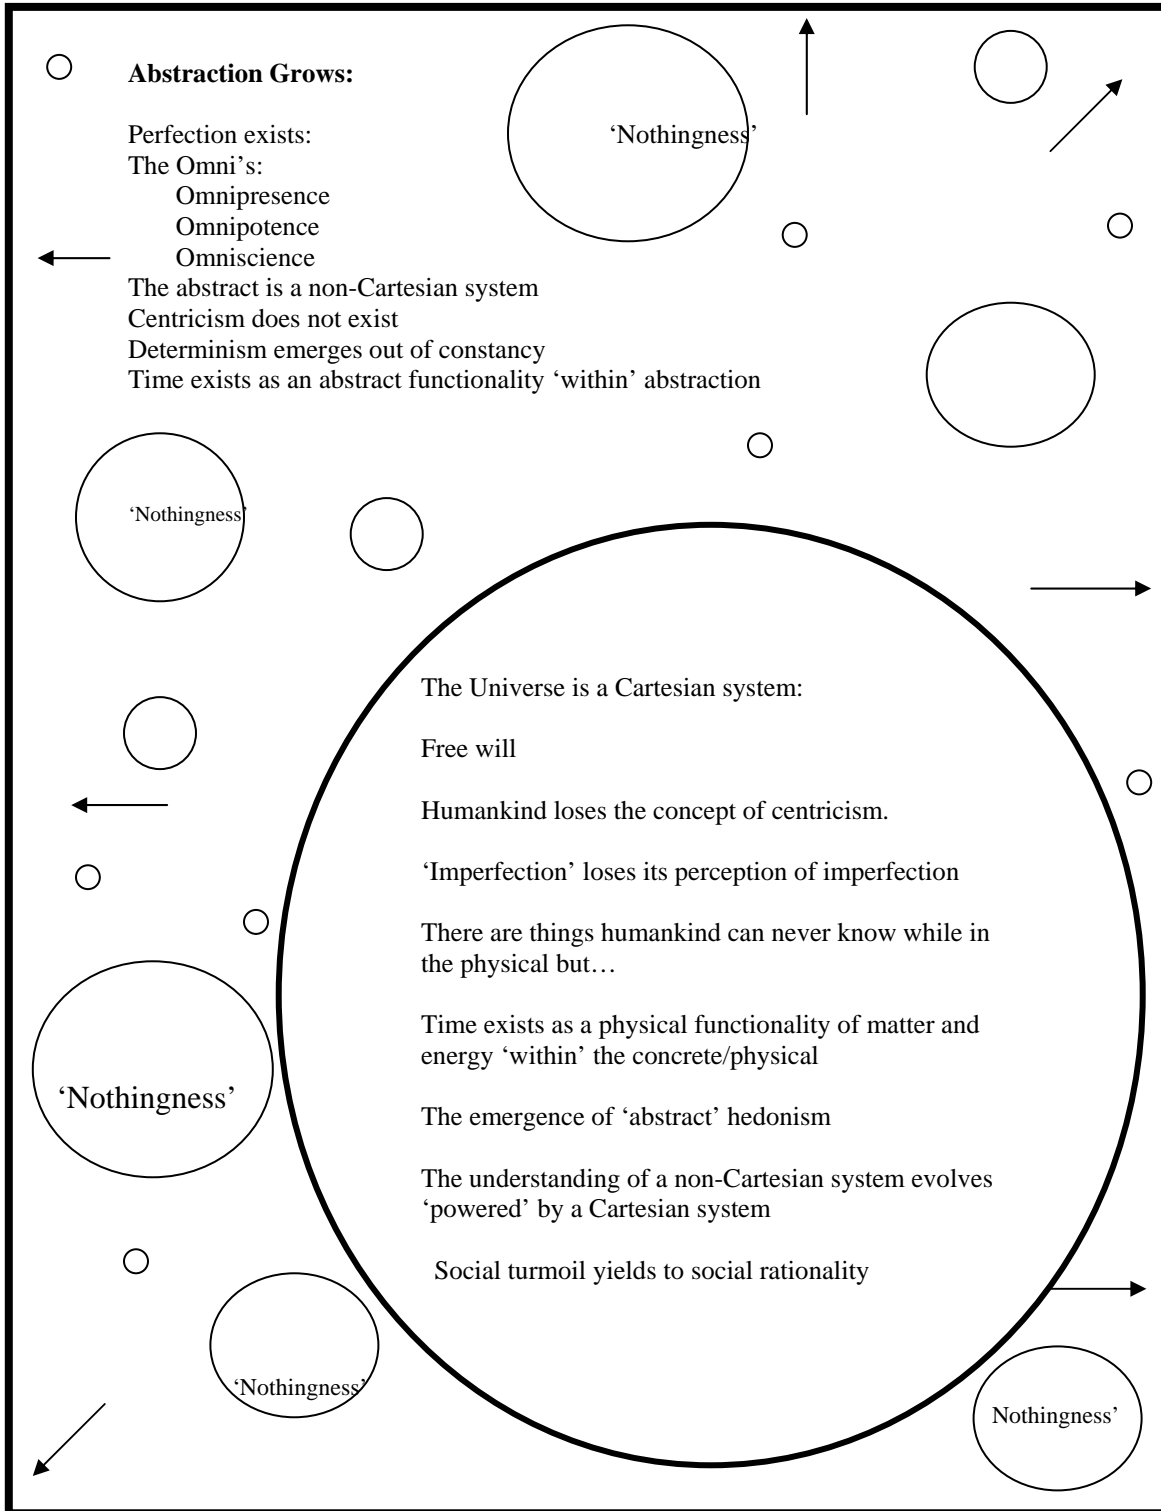 Abstraction Grows:
‘Nothingness’
Perfection exists:
The Omni’s:
Omnipresence
Omnipotence
Omniscience
The abstract is a non-Cartesian system
Centricism does not exist
Determinism emerges out of constancy
Time exists as an abstract functionality ‘within’ abstraction
‘Nothingness’
The Universe is a Cartesian system:
Free will
Humankind loses the concept of centricism.
‘Imperfection’ loses its perception of imperfection
There are things humankind can never know while in
the physical but…
Time exists as a physical functionality of matter and
energy ‘within’ the concrete/physical
‘Nothingness’
The emergence of ‘abstract’ hedonism
The understanding of a non-Cartesian system evolves
‘powered’ by a Cartesian system
Social turmoil yields to social rationality
‘Nothingness’
Nothingness’